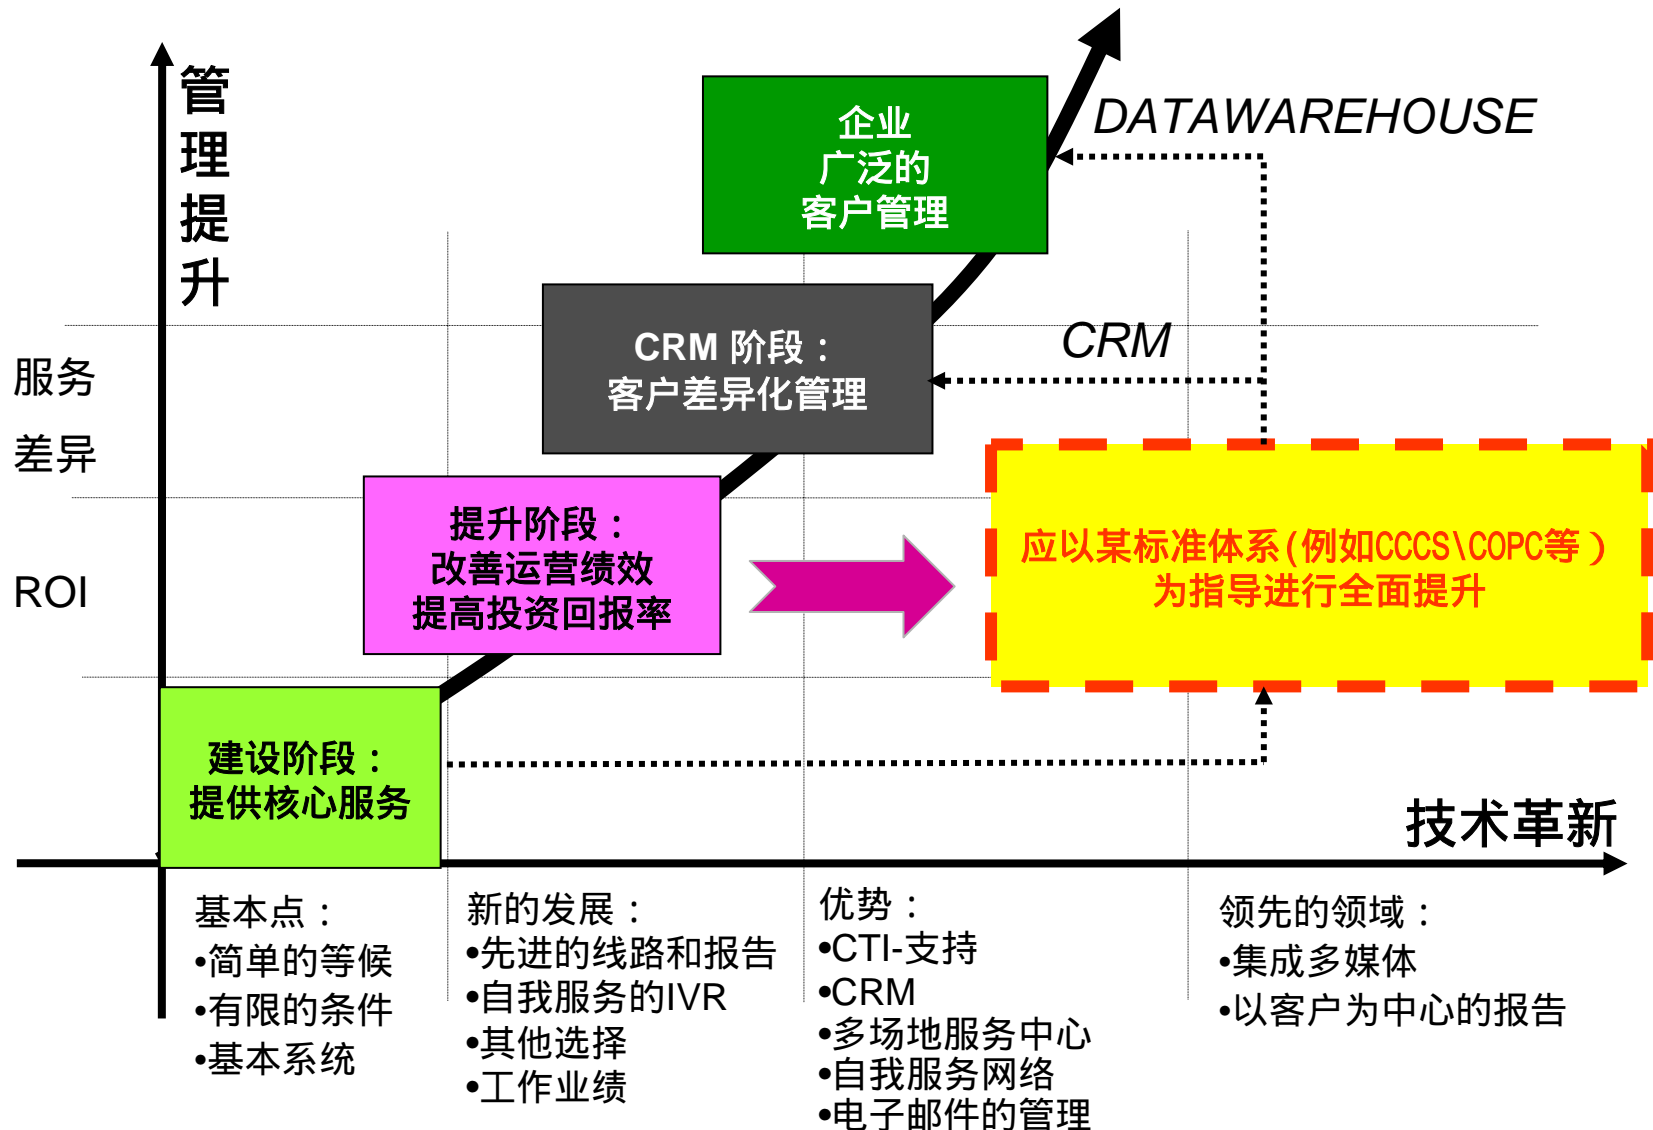 管
理
提
升
企业
广泛的
客户管理
DATAWAREHOUSE
服务
差异
CRM 阶段：
客户差异化管理
CRM
ROI
提升阶段：
改善运营绩效
提高投资回报率
应以某标准体系(例如CCCS\COPC等）
为指导进行全面提升
建设阶段：
提供核心服务
技术革新
基本点：
•简单的等候
•有限的条件
•基本系统
新的发展：
•先进的线路和报告
•自我服务的IVR
•其他选择
•工作业绩
优势：
•CTI-支持
•CRM
•多场地服务中心
•自我服务网络
•电子邮件的管理
领先的领域：
•集成多媒体
•以客户为中心的报告